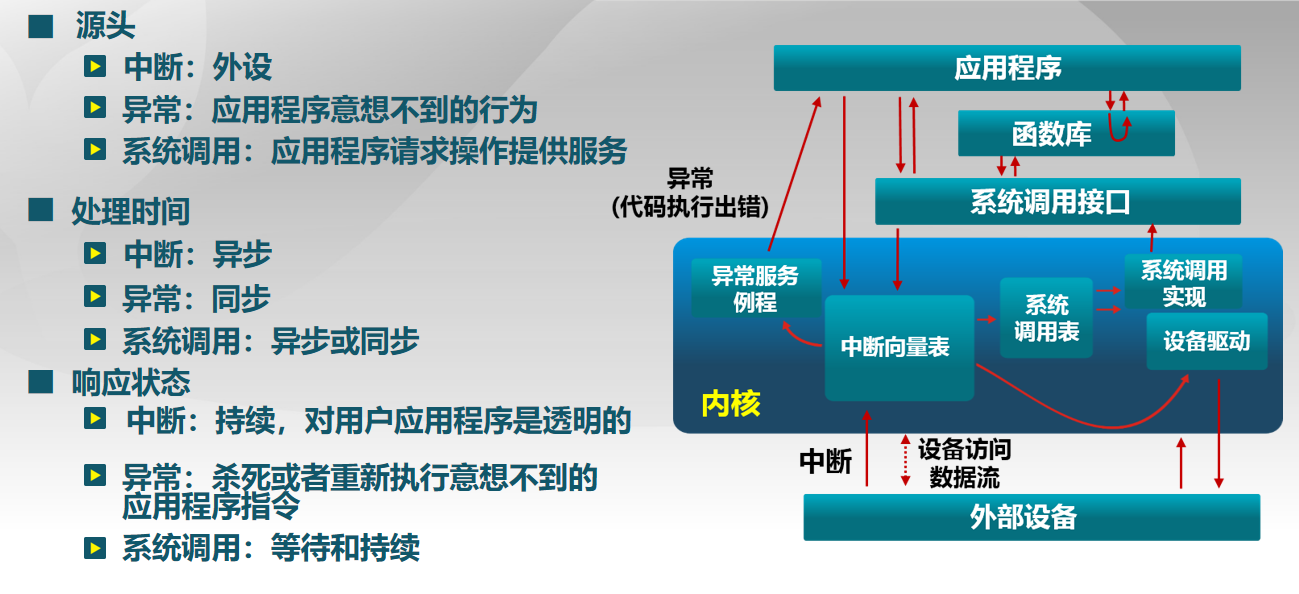 源头
中断：外设
异常：应用程序意想不到的行为
系统调用：应用程序请求操作提供服务
处理时间
中断：异步
异常：同步
系统调用：异步或同步
响应状态
中断：持续，对用户应用程序是透明的
异常：杀死或者重新执行意想不到的
应用程序指令
系统调用：等待和持续
应用程序
函数库
异常
(代码执行出错)
系统调用接口
异常服务
例程
中断向量表
系统
调用表
系统调用
实现
设备驱动
内核
中断
设备访问
数据流
外部设备